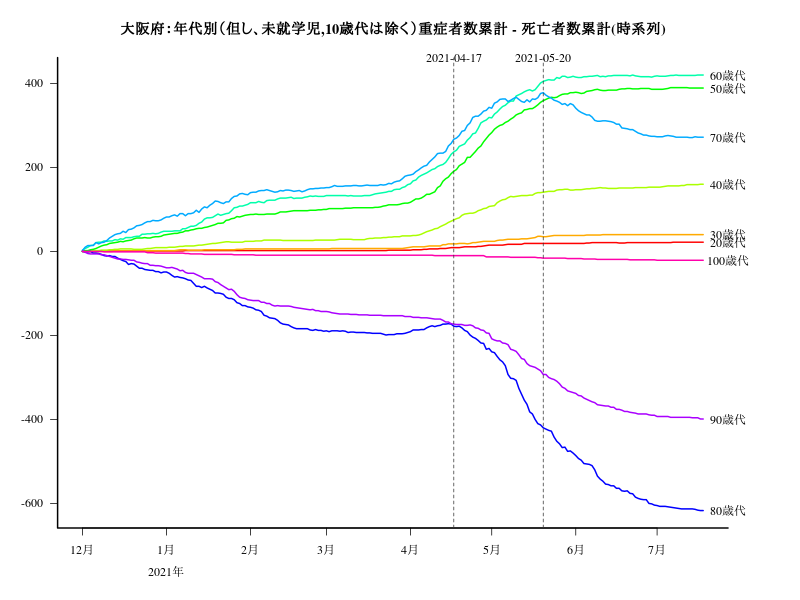 大阪府：年代別（但し、未就学児,10歳代は除く）重症者数累計 - 死亡者数累計(時系列)
2021-04-17
2021-05-20
400
200
0
-200
-400
-600
60歳代
50歳代
70歳代
40歳代
30歳代
20歳代
100歳代
90歳代
80歳代
12月
1月
2月
3月
4月
5月
6月
7月
2021年